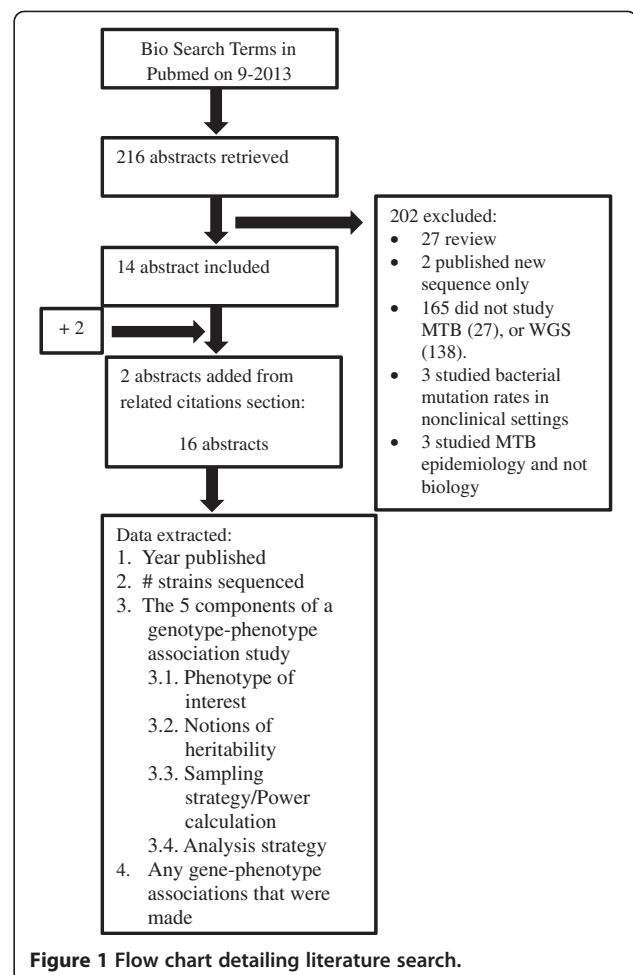 Bio Search Terms in
Pubmed on 9-2013
216 abstracts retrieved
202 excluded:
• 27 review
• 2 published new
sequence only
• 165 did not study
MTB (27), or WGS
(138).
• 3 studied bacterial
mutation rates in
nonclinical settings
• 3 studied MTB
epidemiology and not
biology
14 abstract included
+ 2
2 abstracts added from
related citations section:
16 abstracts
Data extracted:
1. Year published
2. # strains sequenced
3. The 5 components of a
genotype-phenotype
association study
3.1. Phenotype of
interest
3.2. Notions of
heritability
3.3. Sampling
strategy/Power
calculation
3.4. Analysis strategy
4. Any gene-phenotype
associations that were
made
Figure 1 Flow chart detailing literature search.